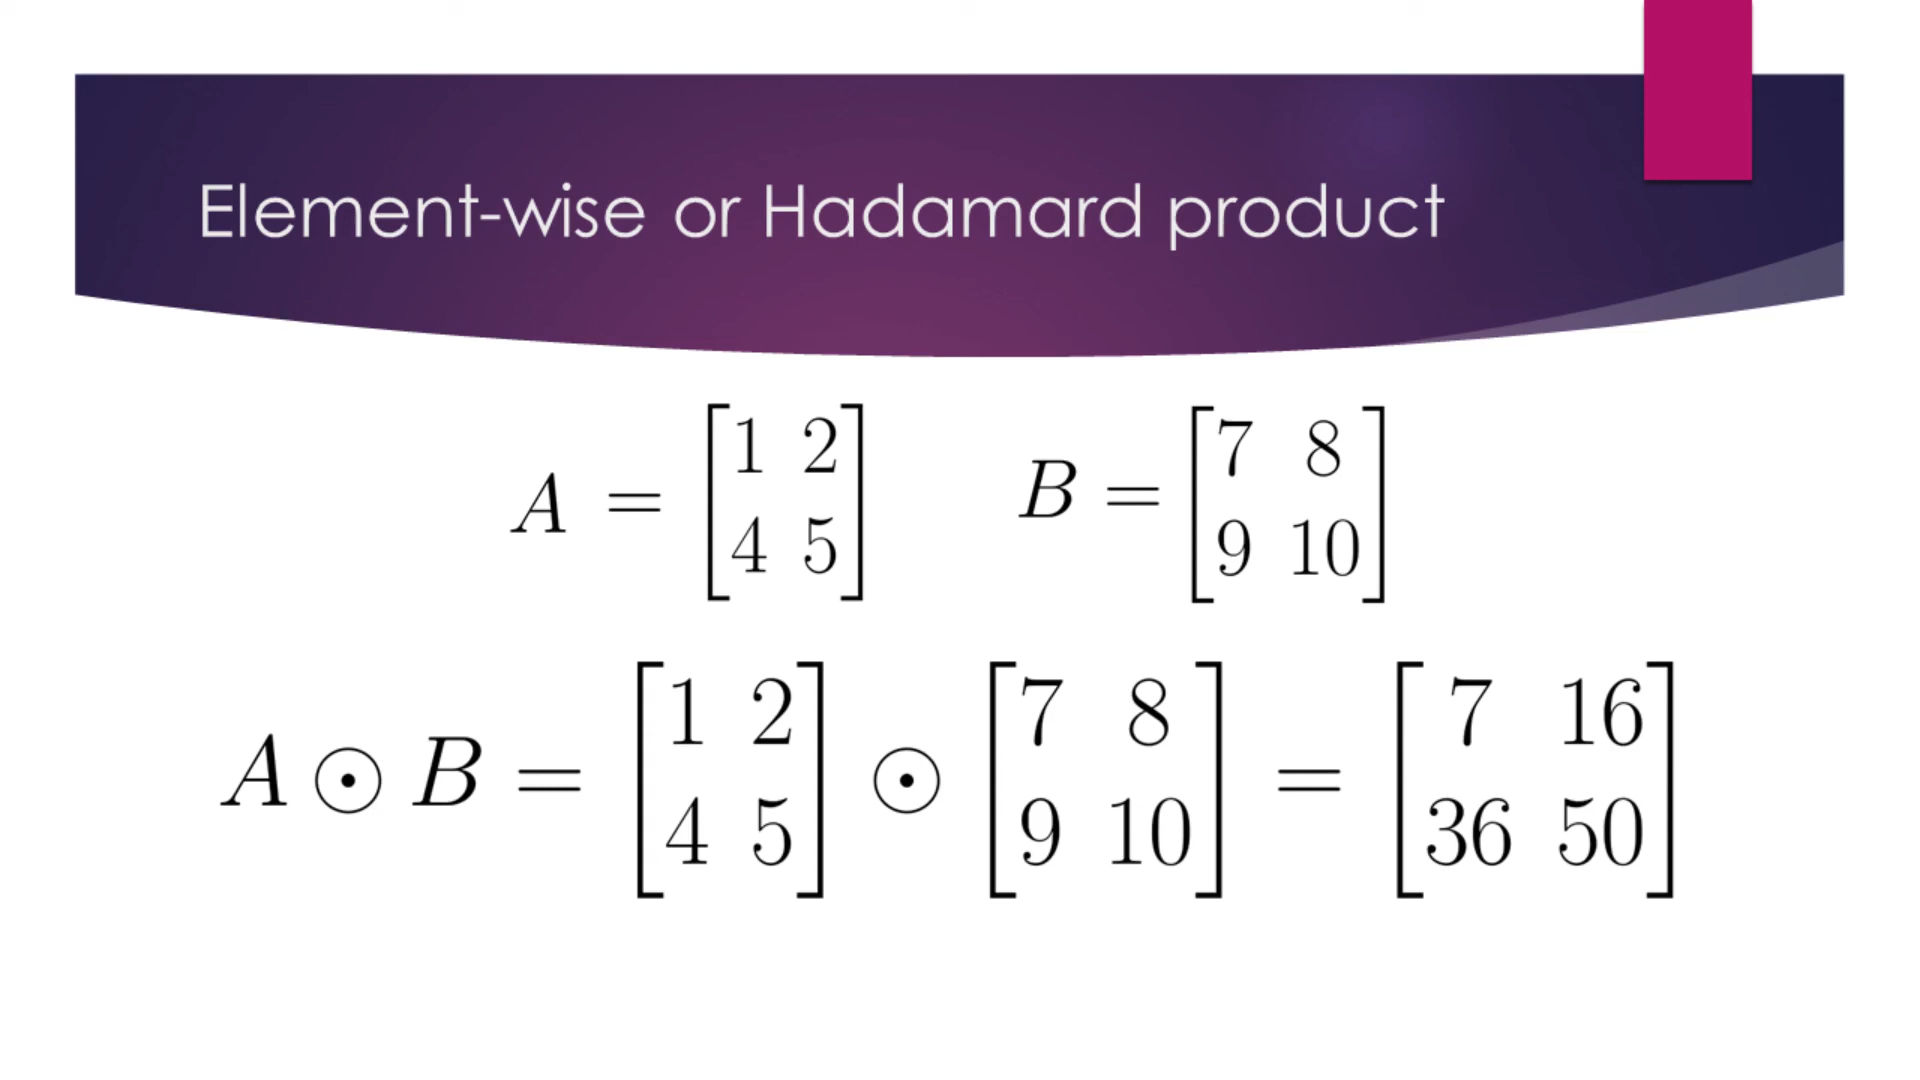 Element-wise or Hadamard product
A = [1 2
4 5] B = [7 8
9 10]
A ⊙ B = [1 2
4 5] ⊙ [7 8
9 10] = [7 16
36 50]